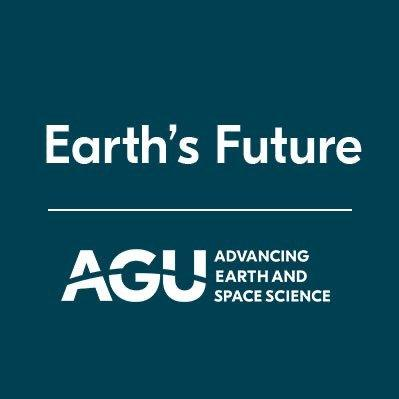 Earth's Future
AGU
ADVANCING
EARTH AND
SPACE SCIENCE